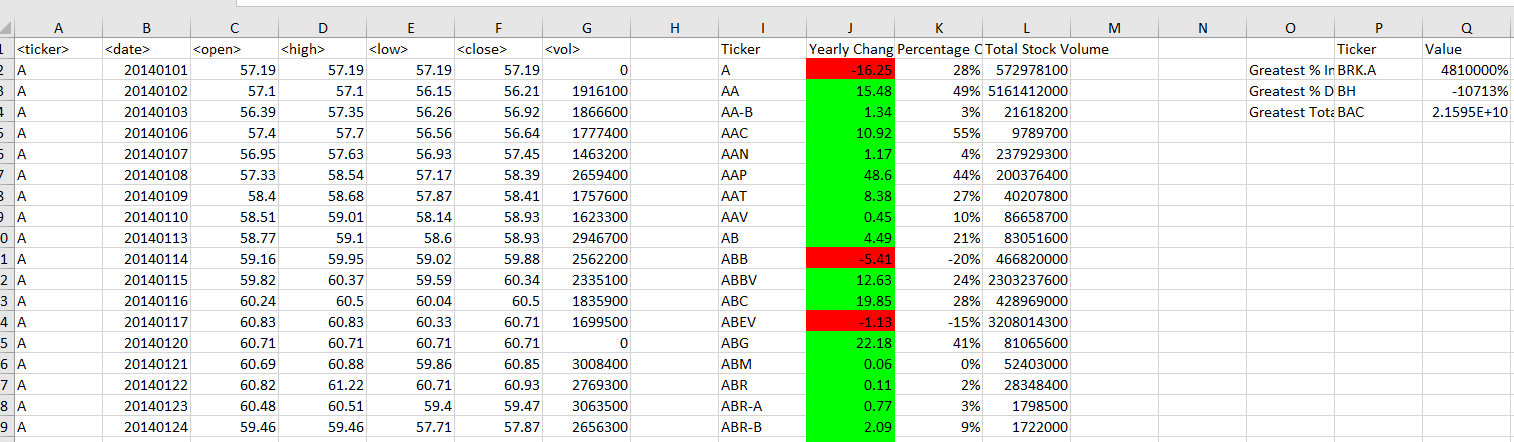 A B C D E F G H I J K L M N O P Q
1 <ticker> <date> <open> <high> <low> <close> <vol> Ticker Yearly Chang Percentage C Total Stock Volume Ticker Value
2 A 20140101 57.19 57.19 57.19 57.19 0 A -16.25 28% 572978100 Greatest % In BRK.A 4810000%
3 A 20140102 57.1 57.1 56.15 56.21 1916100 AA 15.48 49% 5161412000 Greatest % D BH -10713%
4 A 20140103 56.39 57.35 56.26 56.92 1866600 AA-B 1.34 3% 21618200 Greatest Tota BAC 2.1595E+10
5 A 20140106 57.4 57.7 56.56 56.64 1777400 AAC 10.92 55% 9789700
6 A 20140107 56.95 57.63 56.93 57.45 1463200 AAN 1.17 4% 237929300
7 A 20140108 57.33 58.54 57.17 58.39 2659400 AAP 48.6 44% 200376400
8 A 20140109 58.4 58.68 57.87 58.41 1757600 AAT 8.38 27% 40207800
9 A 20140110 58.51 59.01 58.14 58.93 1623300 AAV 0.45 10% 86658700
0 A 20140113 58.77 59.1 58.6 58.93 2946700 AB 4.49 21% 83051600
1 A 20140114 59.16 59.95 59.02 59.88 2562200 ABB -5.41 -20% 466820000
2 A 20140115 59.82 60.37 59.59 60.34 2335100 ABBV 12.63 24% 2303237600
3 A 20140116 60.24 60.5 60.04 60.5 1835900 ABC 19.85 28% 428969000
4 A 20140117 60.83 60.83 60.33 60.71 1699500 ABEV -1.13 -15% 3208014300
5 A 20140120 60.71 60.71 60.71 60.71 0 ABG 22.18 41% 81065600
6 A 20140121 60.69 60.88 59.86 60.85 3008400 ABM 0.06 0% 52403000
7 A 20140122 60.82 61.22 60.71 60.93 2769300 ABR 0.11 2% 28348400
8 A 20140123 60.48 60.51 59.4 59.47 3063500 ABR-A 0.77 3% 1798500
9 A 20140124 59.46 59.46 57.71 57.87 2656300 ABR-B 2.09 9% 1722000